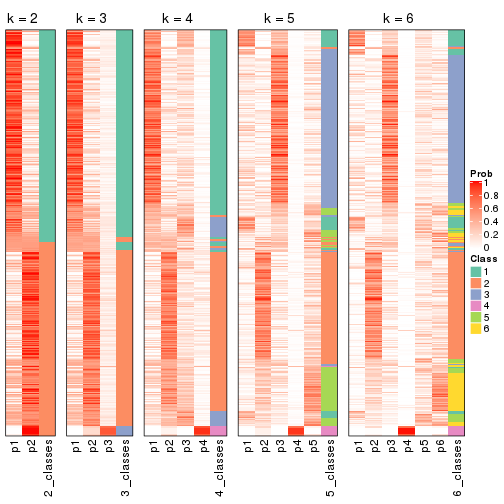 k = 2
k = 3
k = 4
k = 5
k = 6
p1
p2
2_classes
p1
p2
p3
3_classes
p1
p2
p3
p4
4_classes
p1
p2
p3
p4
p5
5_classes
p1
p2
p3
p4
p5
p6
6_classes
Prob
1
0.8
0.6
0.4
0.2
0
Class
1
2
3
4
5
6